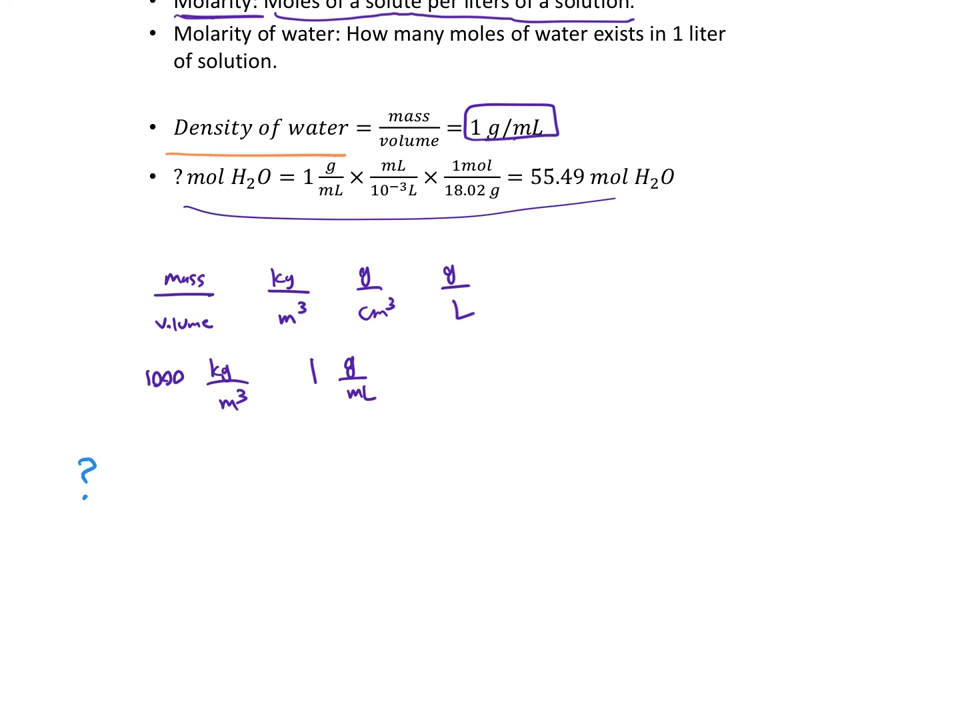 • Molarity: Moles of a solute per liters of a solution.
• Molarity of water: How many moles of water exists in 1 liter
of solution.
• Density of water = mass/volume = 1 g/mL
• ? mol H₂O = 1 g/mL × mL/10⁻³L × 1mol/18.02 g = 55.49 mol H₂O
mass/volume kg/m³ g/cm³ g/L
1000 kg/m³ 1 g/mL
?